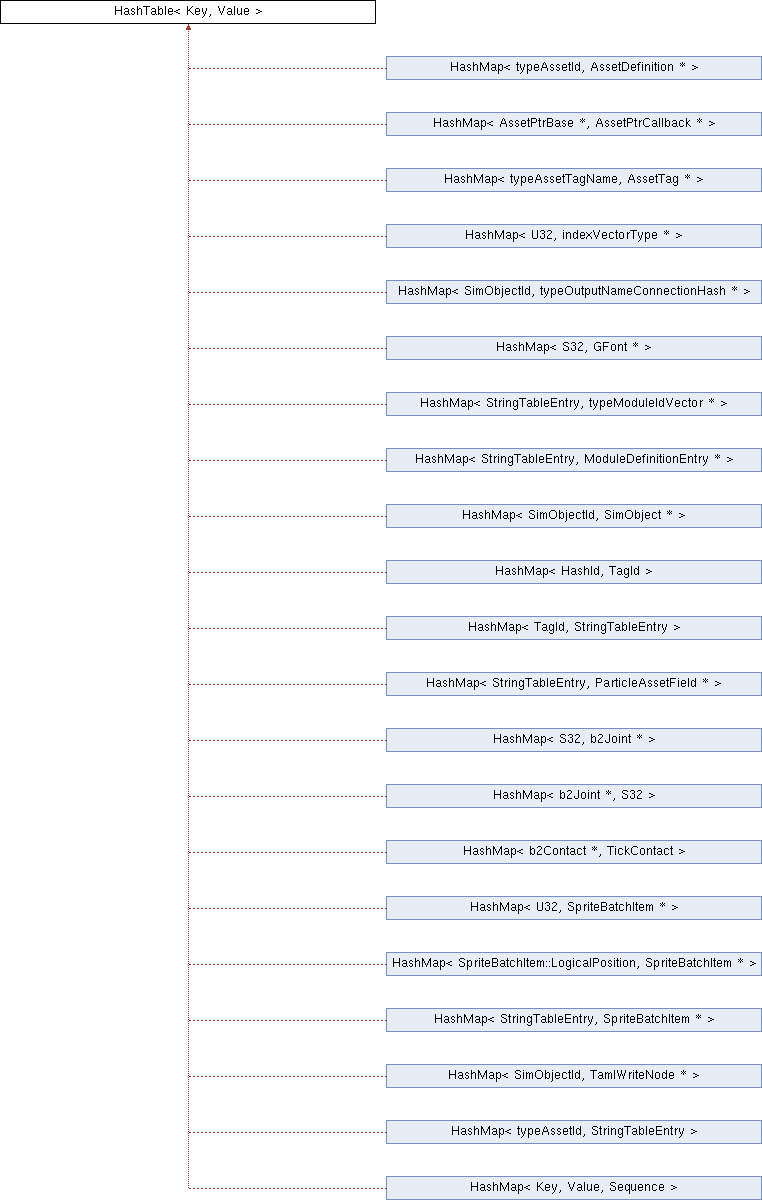 HashTable< Key, Value >
HashMap< typeAssetId, AssetDefinition * >
HashMap< AssetPtrBase *, AssetPtrCallback * >
HashMap< typeAssetTagName, AssetTag * >
HashMap< U32, indexVectorType * >
HashMap< SimObjectId, typeOutputNameConnectionHash * >
HashMap< S32, GFont * >
HashMap< StringTableEntry, typeModuleIdVector * >
HashMap< StringTableEntry, ModuleDefinitionEntry * >
HashMap< SimObjectId, SimObject * >
HashMap< HashId, TagId >
HashMap< TagId, StringTableEntry >
HashMap< StringTableEntry, ParticleAssetField * >
HashMap< S32, b2Joint * >
HashMap< b2Joint *, S32 >
HashMap< b2Contact *, TickContact >
HashMap< U32, SpriteBatchItem * >
HashMap< SpriteBatchItem::LogicalPosition, SpriteBatchItem * >
HashMap< StringTableEntry, SpriteBatchItem * >
HashMap< SimObjectId, TamlWriteNode * >
HashMap< typeAssetId, StringTableEntry >
HashMap< Key, Value, Sequence >